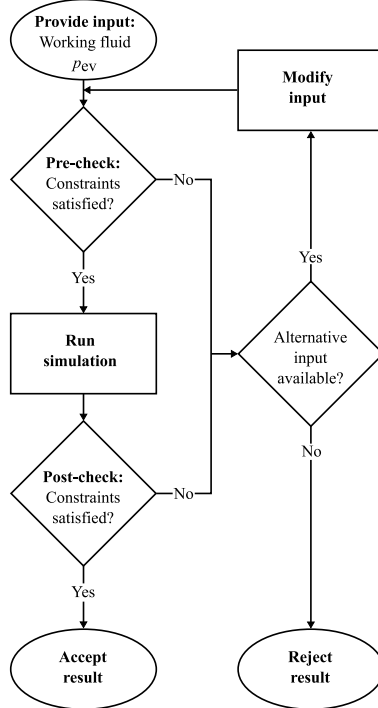 Provide input:
Working fluid
pev
Modify
input
Pre-check:
Constraints
satisfied?
No
Yes
Yes
Run
simulation
Alternative
input
available?
No
Post-check:
Constraints
satisfied?
No
Yes
Accept
result
Reject
result